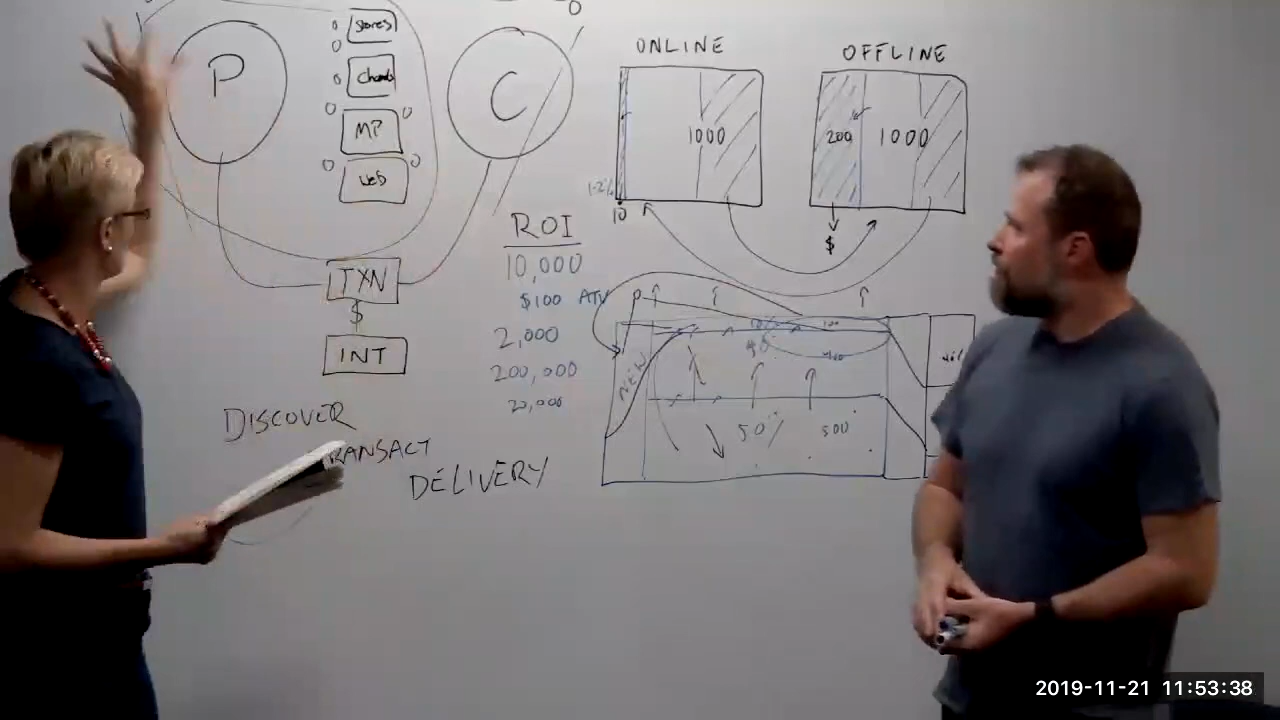 P
Stores
MP
Web
C
TXN
$
INT
DISCOVER
TRANSACT
DELIVERY
ROI
10,000
$100 ATV
2,000
200,000
20,000
ONLINE
1000
1-2%
10
OFFLINE
200
1000
$
P
NEW
50%
500
2019-11-21 11:53:38